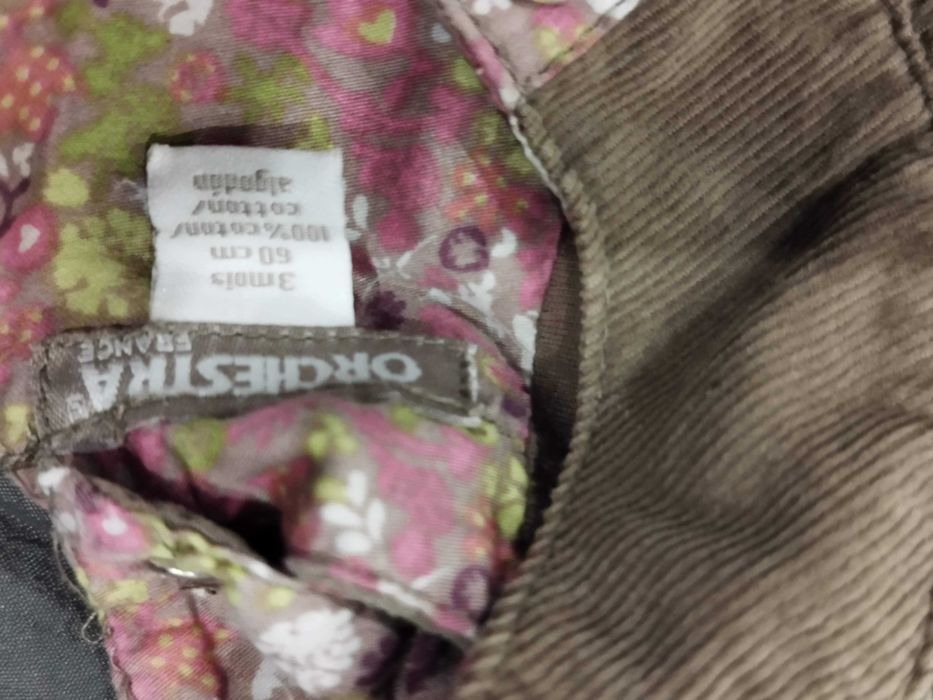 ORCHESTRA
FRANCE
3 mois
60 cm
100% coton/
cotton/
algodón